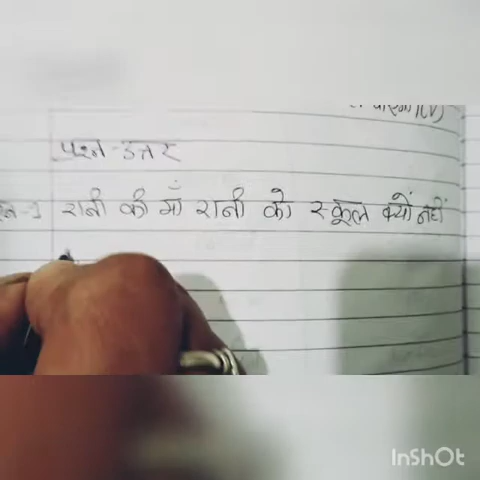 प्रश्न-उत्तर
रानी की माँ रानी को स्कूल क्यों नहीं
InShOt